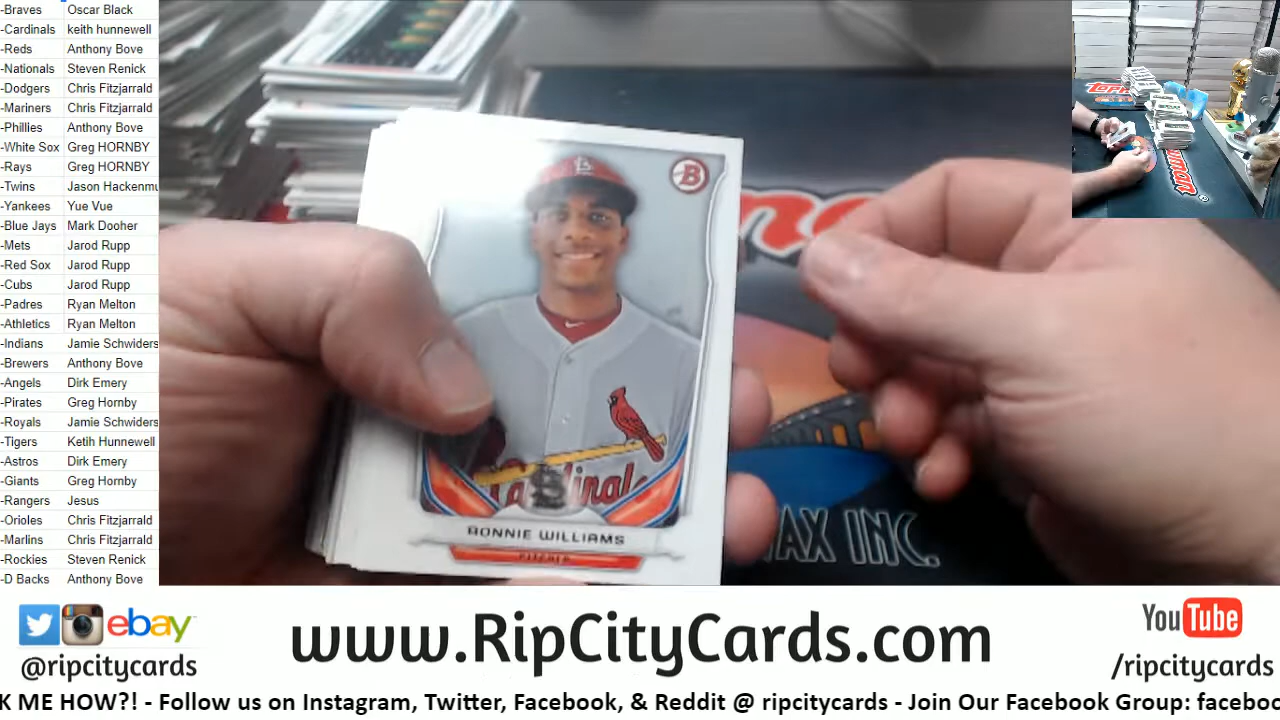 -Braves Oscar Black
-Cardinals keith hunnewell
-Reds Anthony Bove
-Nationals Steven Renick
-Dodgers Chris Fitzjarrald
-Mariners Chris Fitzjarrald
-Phillies Anthony Bove
-White Sox Greg HORNBY
-Rays Greg HORNBY
-Twins Jason Hackenmu
-Yankees Yue Vue
-Blue Jays Mark Dooher
-Mets Jarod Rupp
-Red Sox Jarod Rupp
-Cubs Jarod Rupp
-Padres Ryan Melton
-Athletics Ryan Melton
-Indians Jamie Schwiders
-Brewers Anthony Bove
-Angels Dirk Emery
-Pirates Greg Hornby
-Royals Jamie Schwiders
-Tigers Ketih Hunnewell
-Astros Dirk Emery
-Giants Greg Hornby
-Rangers Jesus
-Orioles Chris Fitzjarrald
-Marlins Chris Fitzjarrald
-Rockies Steven Renick
-D Backs Anthony Bove
B
Cardinals
RONNIE WILLIAMS
PITCHER
AX INC.
topps
ebay
@ripcitycards
www.RipCityCards.com
YouTube
/ripcitycards
K ME HOW?! - Follow us on Instagram, Twitter, Facebook, & Reddit @ ripcitycards - Join Our Facebook Group: faceboo